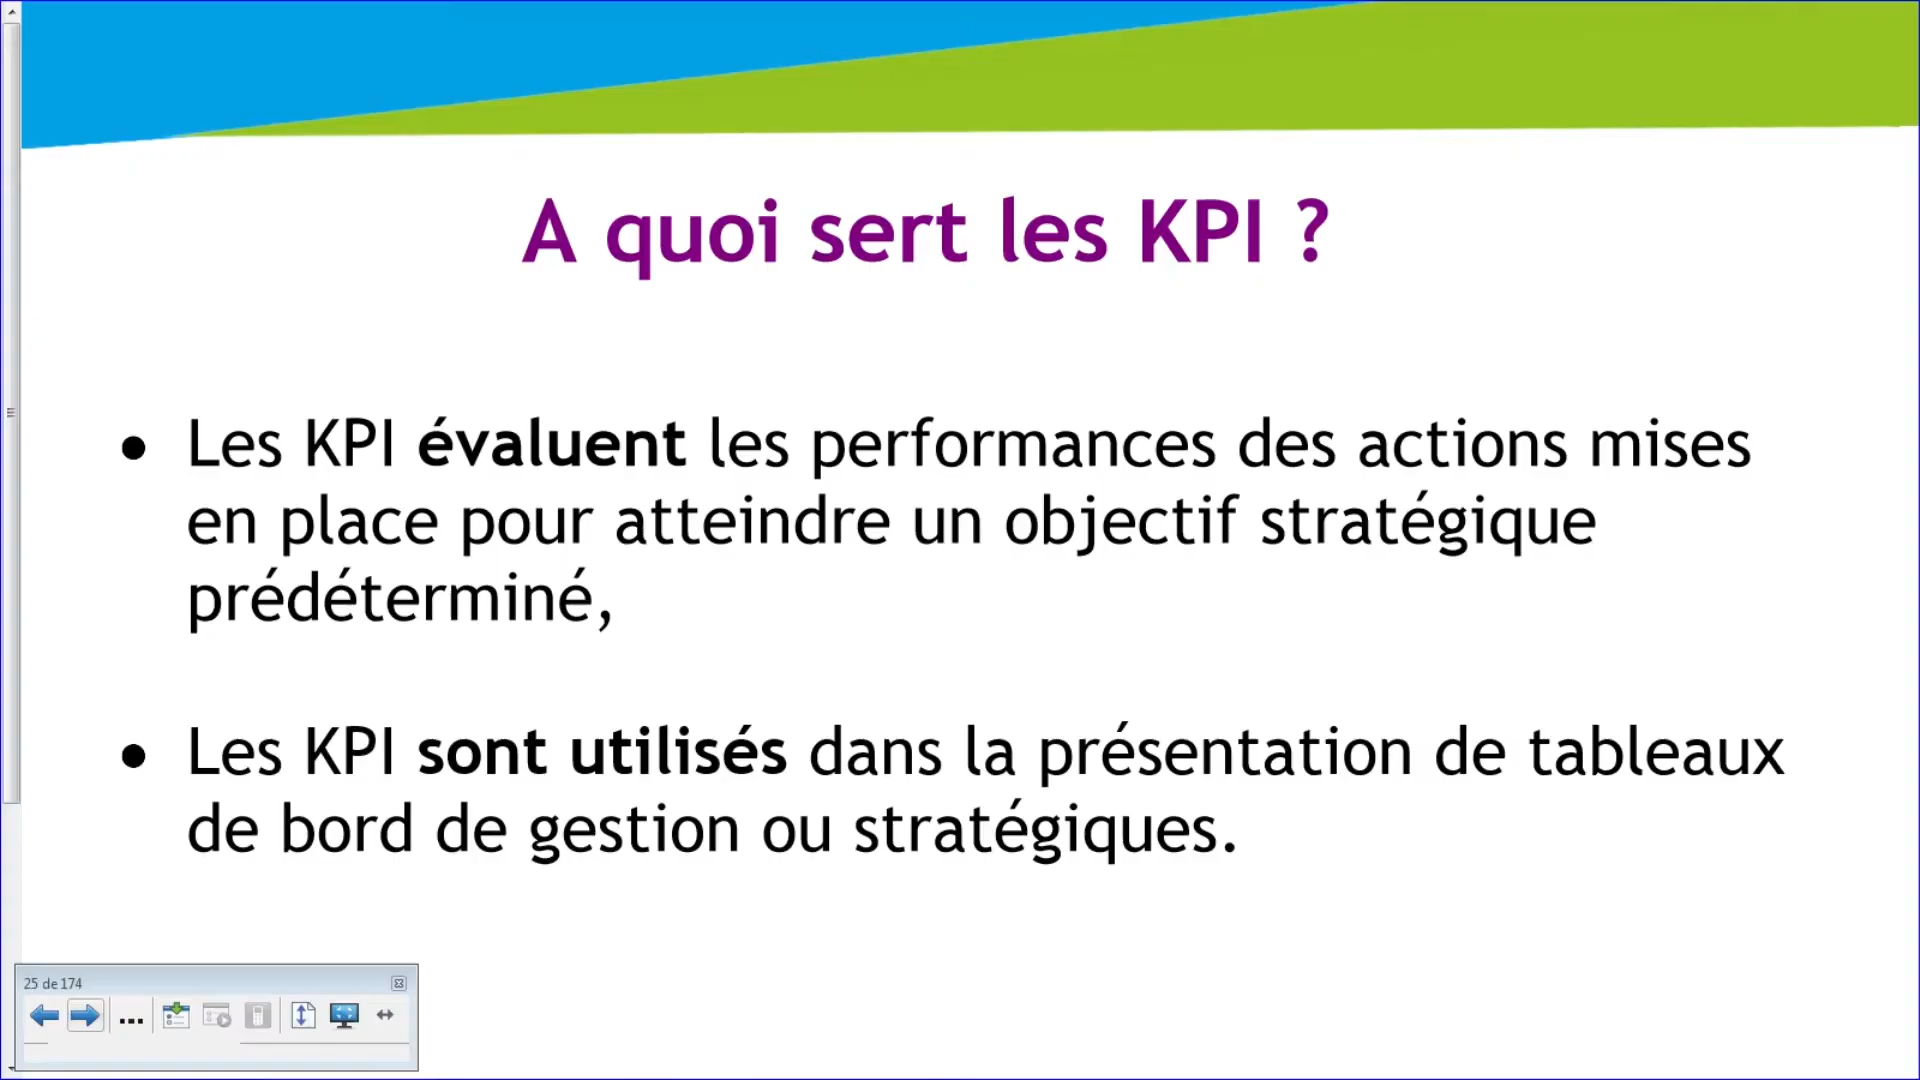 A quoi sert les KPI ?
• Les KPI évaluent les performances des actions mises
en place pour atteindre un objectif stratégique
prédéterminé,
• Les KPI sont utilisés dans la présentation de tableaux
de bord de gestion ou stratégiques.
25 de 174